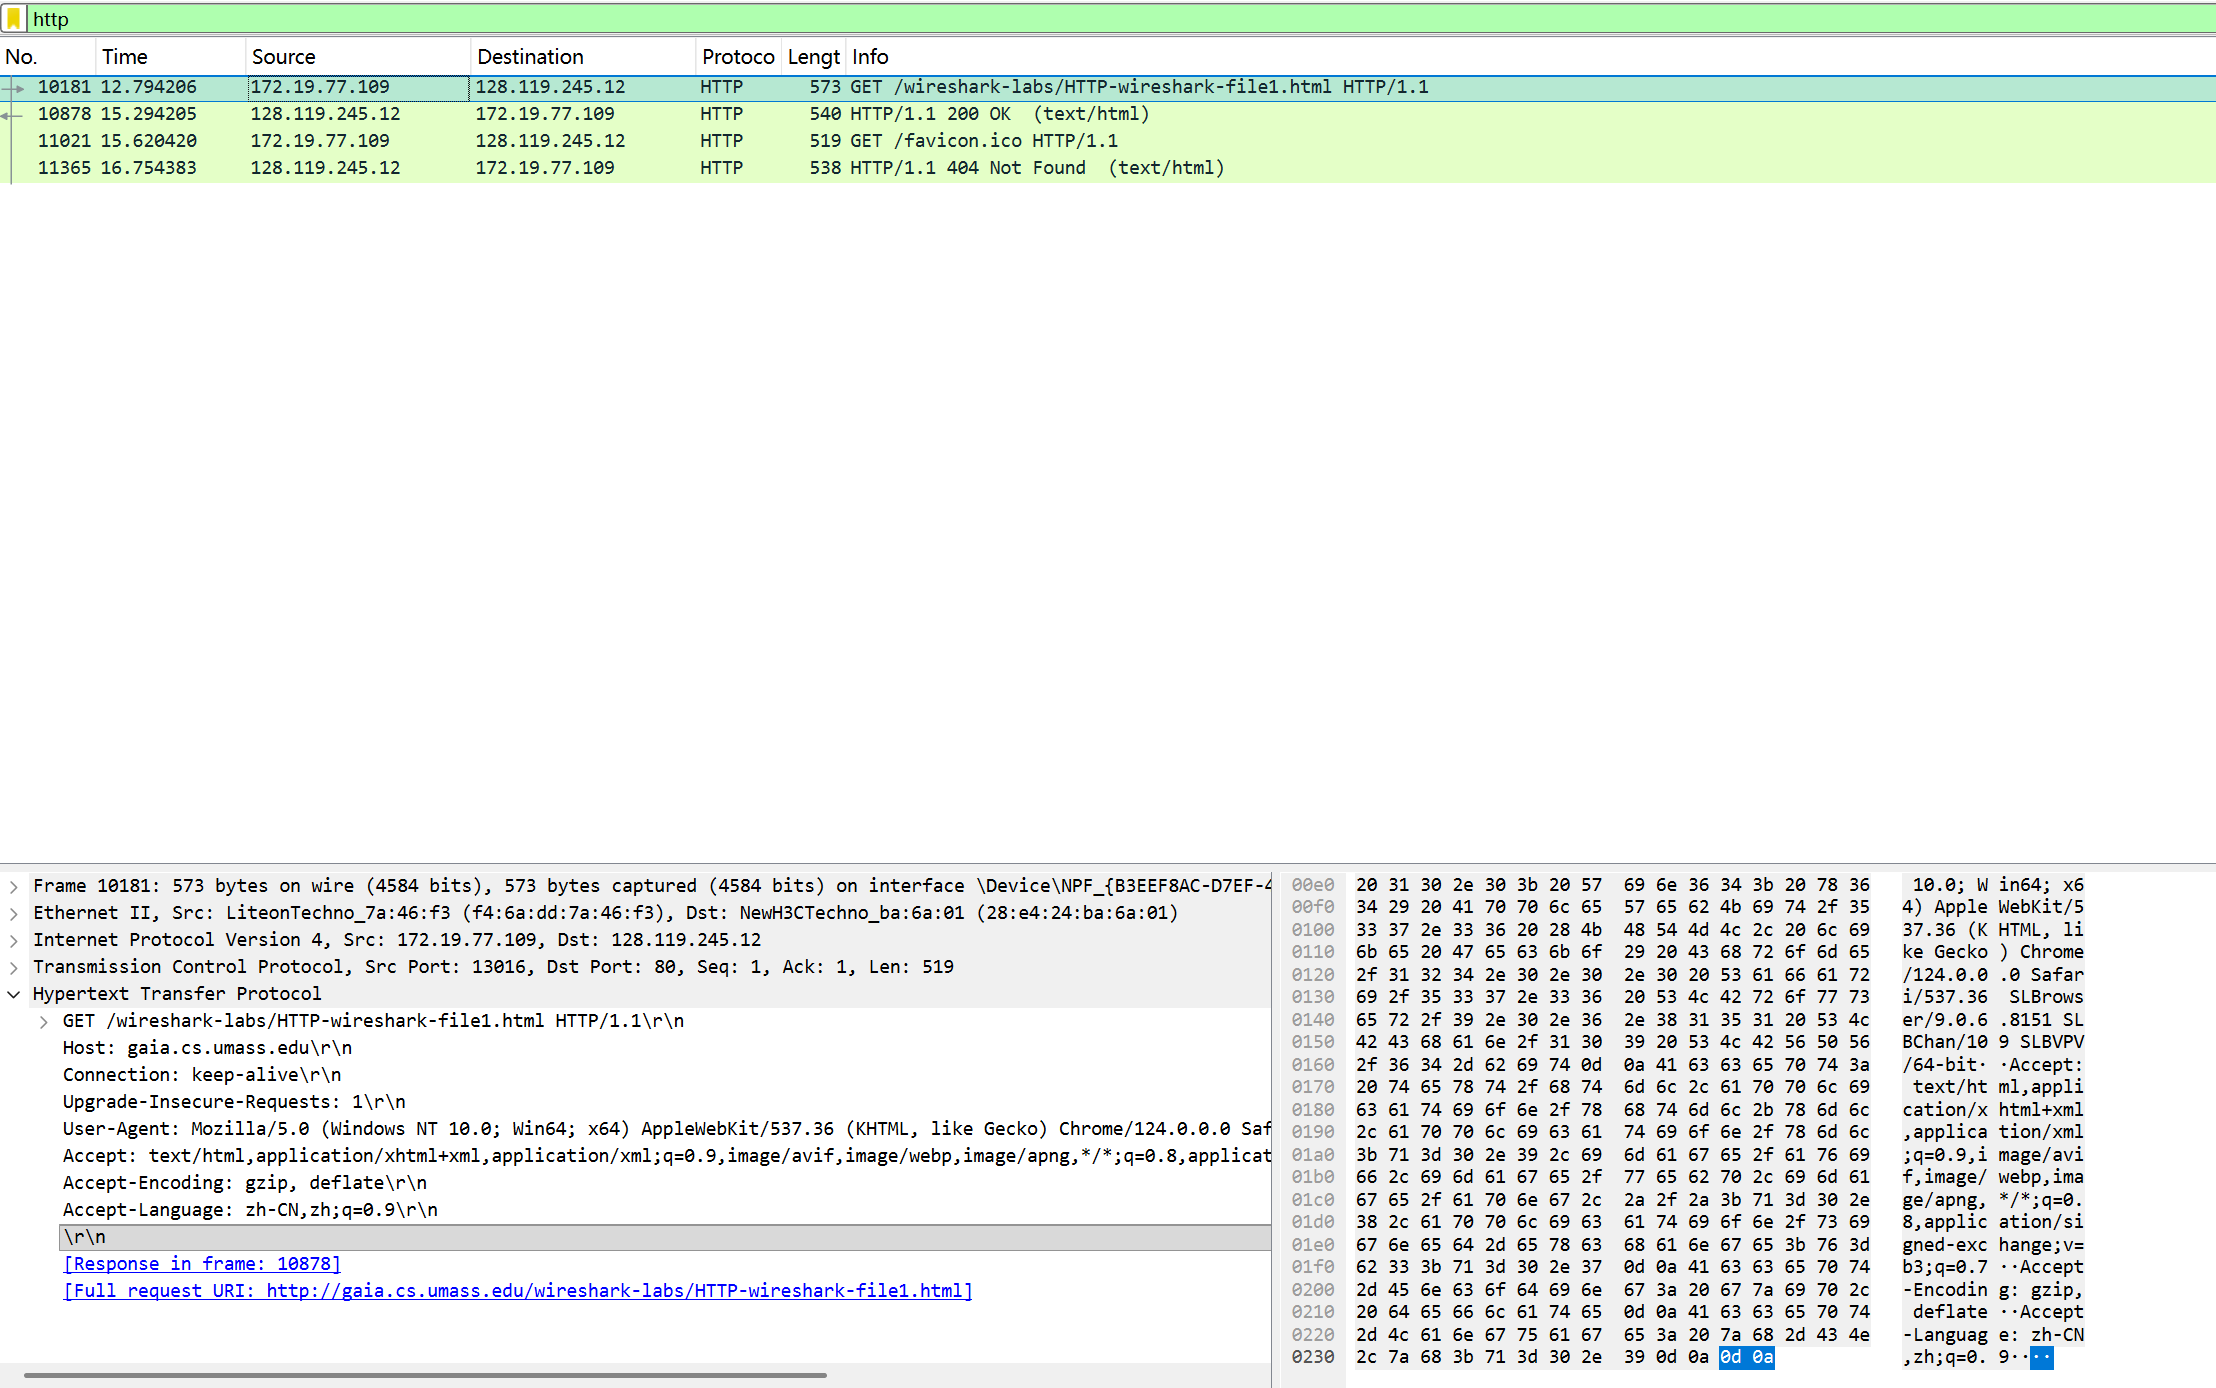 http
No. Time Source Destination Protoco Lengt Info
10181 12.794206 172.19.77.109 128.119.245.12 HTTP 573 GET /wireshark-labs/HTTP-wireshark-file1.html HTTP/1.1
10878 15.294205 128.119.245.12 172.19.77.109 HTTP 540 HTTP/1.1 200 OK  (text/html)
11021 15.620420 172.19.77.109 128.119.245.12 HTTP 519 GET /favicon.ico HTTP/1.1
11365 16.754383 128.119.245.12 172.19.77.109 HTTP 538 HTTP/1.1 404 Not Found  (text/html)
Frame 10181: 573 bytes on wire (4584 bits), 573 bytes captured (4584 bits) on interface \Device\NPF_{B3EEF8AC-D7EF-4
Ethernet II, Src: LiteonTechno_7a:46:f3 (f4:6a:dd:7a:46:f3), Dst: NewH3CTechno_ba:6a:01 (28:e4:24:ba:6a:01)
Internet Protocol Version 4, Src: 172.19.77.109, Dst: 128.119.245.12
Transmission Control Protocol, Src Port: 13016, Dst Port: 80, Seq: 1, Ack: 1, Len: 519
Hypertext Transfer Protocol
GET /wireshark-labs/HTTP-wireshark-file1.html HTTP/1.1\r\n
Host: gaia.cs.umass.edu\r\n
Connection: keep-alive\r\n
Upgrade-Insecure-Requests: 1\r\n
User-Agent: Mozilla/5.0 (Windows NT 10.0; Win64; x64) AppleWebKit/537.36 (KHTML, like Gecko) Chrome/124.0.0.0 Saf
Accept: text/html,application/xhtml+xml,application/xml;q=0.9,image/avif,image/webp,image/apng,*/*;q=0.8,applicat
Accept-Encoding: gzip, deflate\r\n
Accept-Language: zh-CN,zh;q=0.9\r\n
\r\n
[Response in frame: 10878]
[Full request URI: http://gaia.cs.umass.edu/wireshark-labs/HTTP-wireshark-file1.html]
00e0 20 31 30 2e 30 3b 20 57 69 6e 36 34 3b 20 78 36 10.0; W in64; x6
00f0 34 29 20 41 70 70 6c 65 57 65 62 4b 69 74 2f 35 4) Apple WebKit/5
0100 33 37 2e 33 36 20 28 4b 48 54 4d 4c 2c 20 6c 69 37.36 (K HTML, li
0110 6b 65 20 47 65 63 6b 6f 29 20 43 68 72 6f 6d 65 ke Gecko ) Chrome
0120 2f 31 32 34 2e 30 2e 30 2e 30 20 53 61 66 61 72 /124.0.0 .0 Safar
0130 69 2f 35 33 37 2e 33 36 20 53 4c 42 72 6f 77 73 i/537.36  SLBrows
0140 65 72 2f 39 2e 30 2e 36 2e 38 31 35 31 20 53 4c er/9.0.6 .8151 SL
0150 42 43 68 61 6e 2f 31 30 39 20 53 4c 42 56 50 56 BChan/10 9 SLBVPV
0160 2f 36 34 2d 62 69 74 0d 0a 41 63 63 65 70 74 3a /64-bit· ·Accept:
0170 20 74 65 78 74 2f 68 74 6d 6c 2c 61 70 70 6c 69 text/ht ml,appli
0180 63 61 74 69 6f 6e 2f 78 68 74 6d 6c 2b 78 6d 6c cation/x html+xml
0190 2c 61 70 70 6c 69 63 61 74 69 6f 6e 2f 78 6d 6c ,applica tion/xml
01a0 3b 71 3d 30 2e 39 2c 69 6d 61 67 65 2f 61 76 69 ;q=0.9,i mage/avi
01b0 66 2c 69 6d 61 67 65 2f 77 65 62 70 2c 69 6d 61 f,image/ webp,ima
01c0 67 65 2f 61 70 6e 67 2c 2a 2f 2a 3b 71 3d 30 2e ge/apng, */*;q=0.
01d0 38 2c 61 70 70 6c 69 63 61 74 69 6f 6e 2f 73 69 8,applic ation/si
01e0 67 6e 65 64 2d 65 78 63 68 61 6e 67 65 3b 76 3d gned-exc hange;v=
01f0 62 33 3b 71 3d 30 2e 37 0d 0a 41 63 63 65 70 74 b3;q=0.7 ··Accept
0200 2d 45 6e 63 6f 64 69 6e 67 3a 20 67 7a 69 70 2c -Encodin g: gzip,
0210 20 64 65 66 6c 61 74 65 0d 0a 41 63 63 65 70 74 deflate ··Accept
0220 2d 4c 61 6e 67 75 61 67 65 3a 20 7a 68 2d 43 4e -Languag e: zh-CN
0230 2c 7a 68 3b 71 3d 30 2e 39 0d 0a 0d 0a ,zh;q=0. 9····